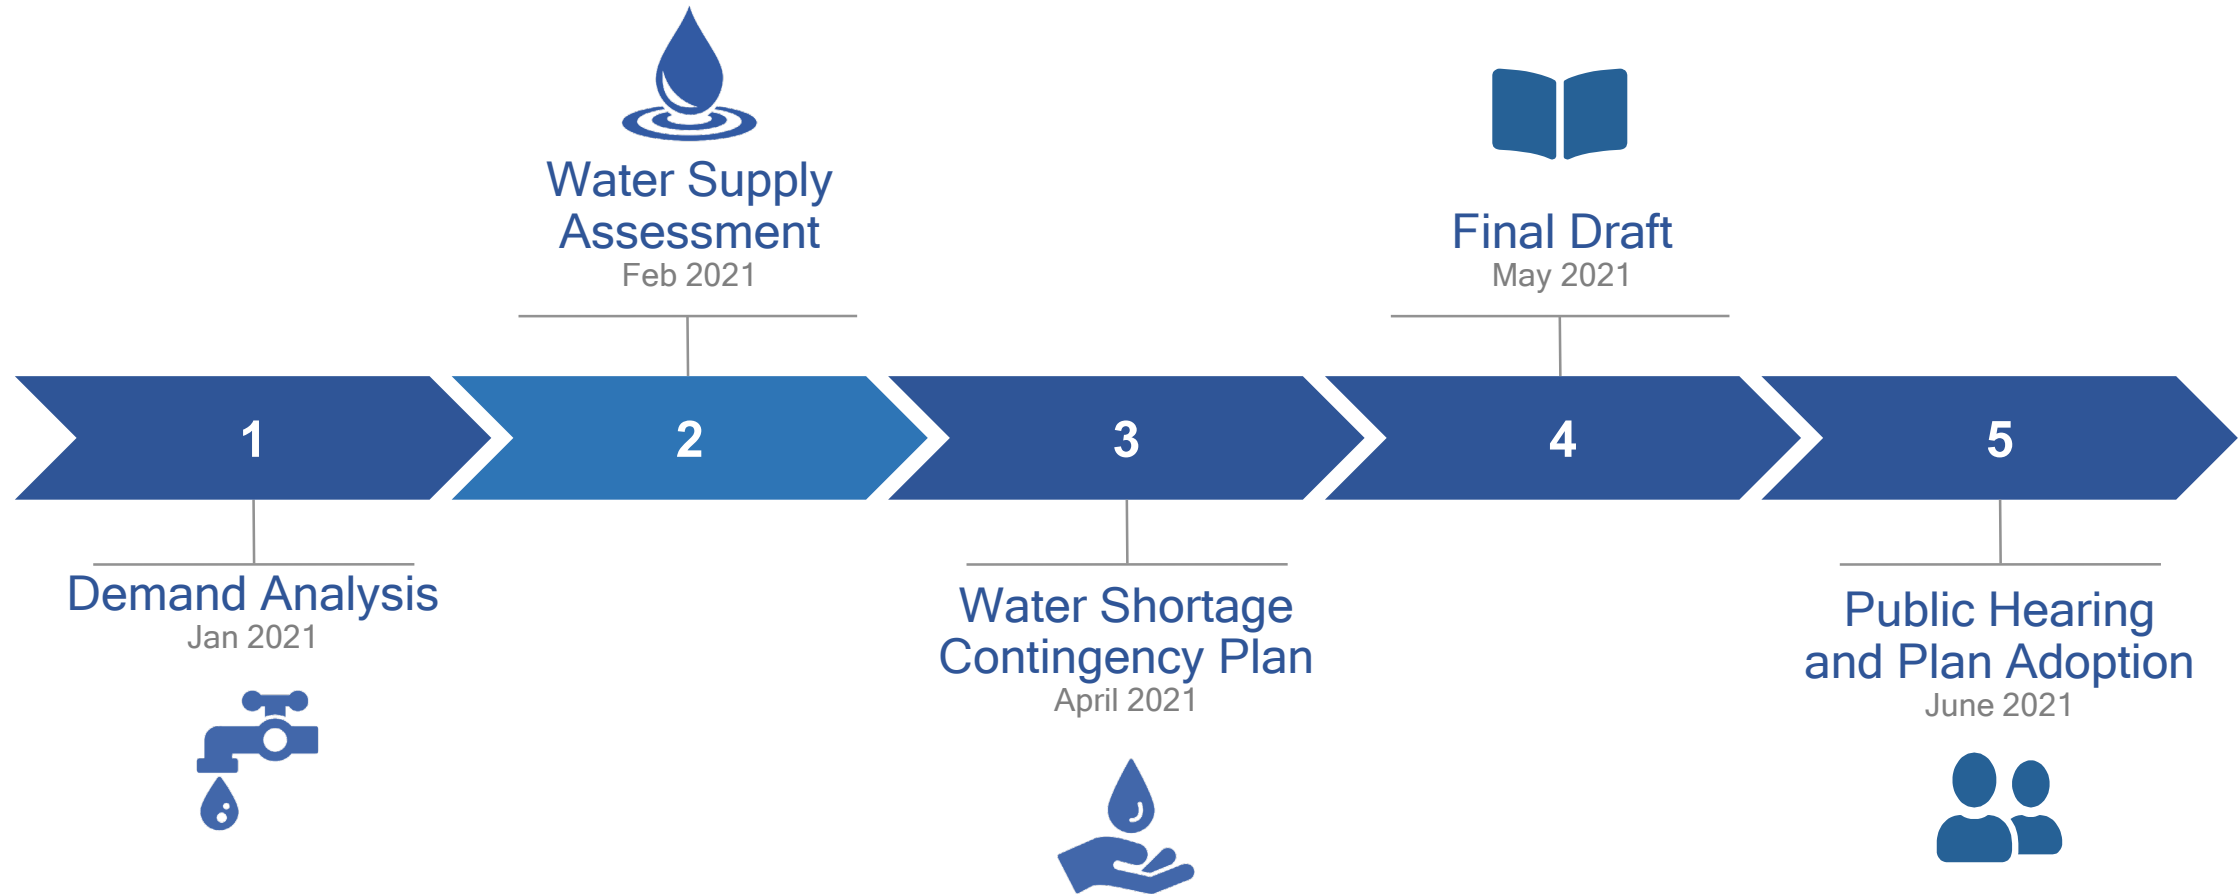 Water Supply
Assessment
Feb 2021
Final Draft
May 2021
1
2
3
4
5
Demand Analysis
Jan 2021
Water Shortage
Contingency Plan
April 2021
Public Hearing
and Plan Adoption
June 2021